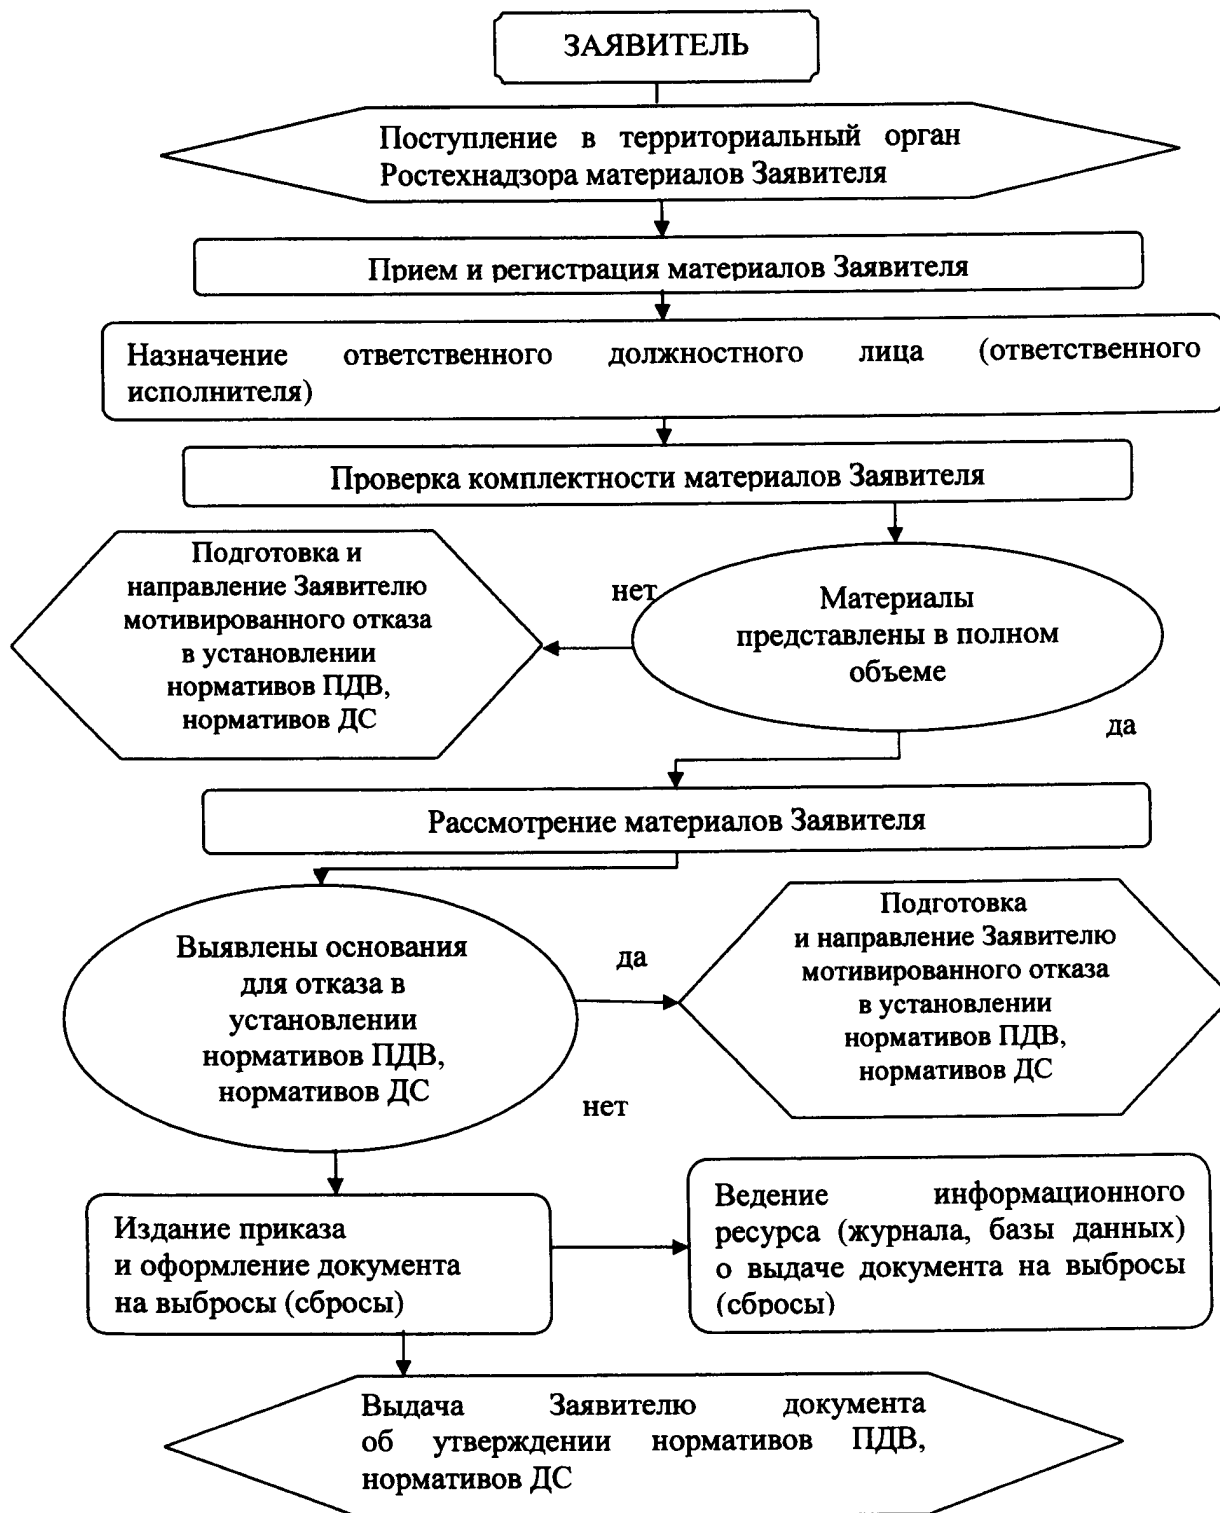 ЗАЯВИТЕЛЬ
Поступление в территориальный орган
Ростехнадзора материалов Заявителя
Прием и регистрация материалов Заявителя
Назначение ответственного должностного лица (ответственного
исполнителя)
Проверка комплектности материалов Заявителя
Подготовка и
направление Заявителю
мотивированного отказа
в установлении
нормативов ПДВ,
нормативов ДС
нет
Материалы
представлены в полном
объеме
да
Рассмотрение материалов Заявителя
Выявлены основания
для отказа в
установлении
нормативов ПДВ,
нормативов ДС
да
Подготовка
и направление Заявителю
мотивированного отказа
в установлении
нормативов ПДВ,
нормативов ДС
нет
Издание приказа
и оформление документа
на выбросы (сбросы)
Ведение информационного
ресурса (журнала, базы данных)
о выдаче документа на выбросы
(сбросы)
Выдача Заявителю документа
об утверждении нормативов ПДВ,
нормативов ДС